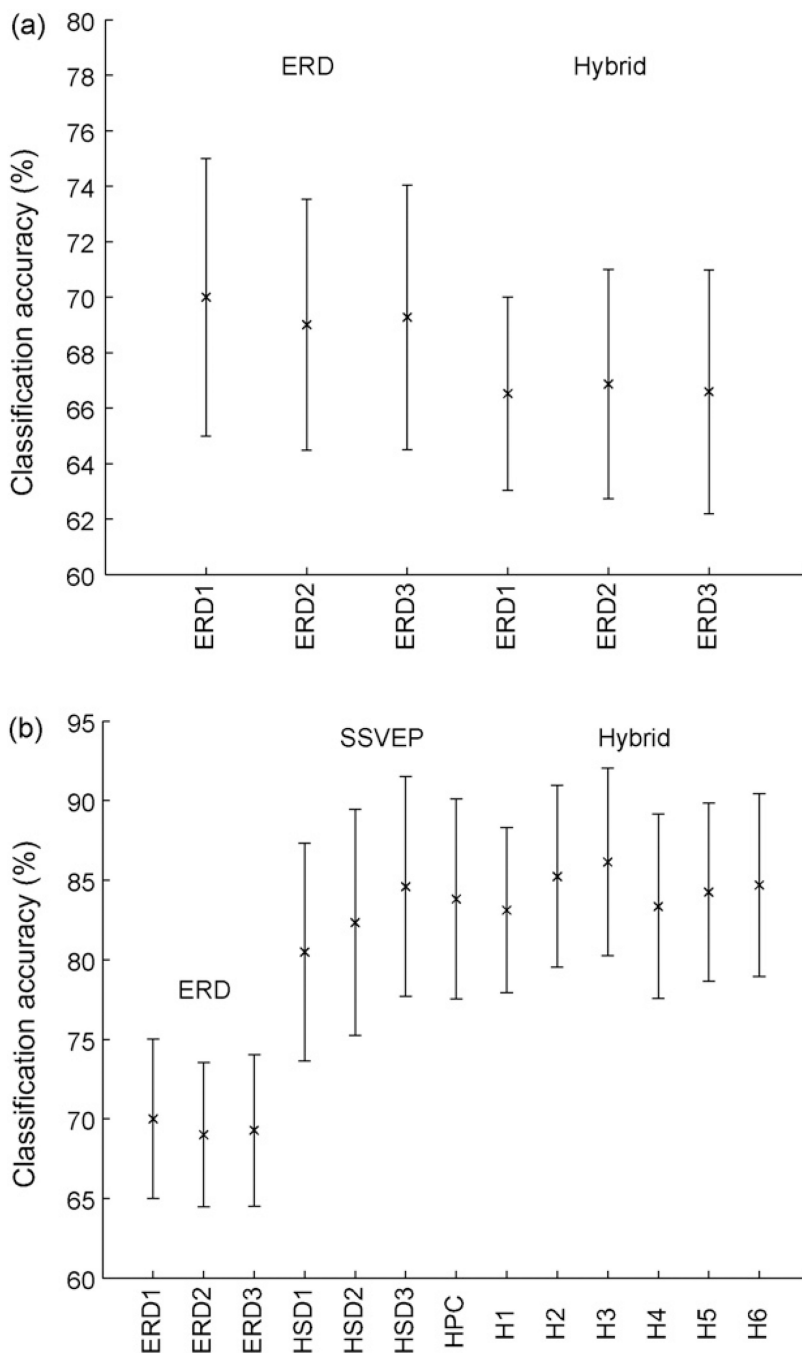 (a)
80
78
76
74
72
70
68
66
64
62
60
Classification accuracy (%)
ERD Hybrid
ERD1 ERD2 ERD3 ERD1 ERD2 ERD3
(b)
95
90
85
80
75
70
65
60
Classification accuracy (%)
SSVEP Hybrid
ERD
ERD1 ERD2 ERD3 HSD1 HSD2 HSD3 HPC H1 H2 H3 H4 H5 H6